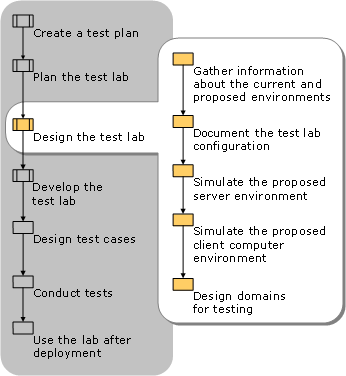 Create a test plan
Plan the test lab
Design the test lab
Develop the
test lab
Design test cases
Conduct tests
Use the lab after
deployment
Gather information
about the current and
proposed environments
Document the test lab
configuration
Simulate the proposed
server environment
Simulate the proposed
client computer
environment
Design domains
for testing